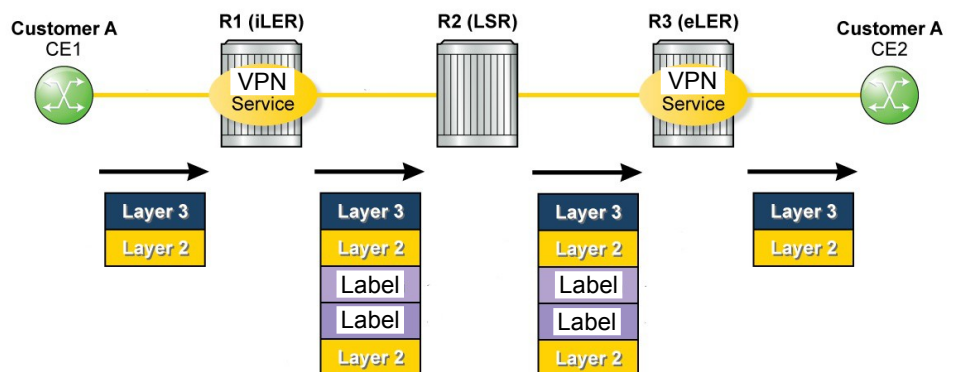 Customer A
CE1
R1 (iLER)
R2 (LSR)
R3 (eLER)
Customer A
CE2
VPN
Service
VPN
Service
Layer 3
Layer 2
Layer 3
Layer 2
Label
Label
Layer 2
Layer 3
Layer 2
Label
Label
Layer 2
Layer 3
Layer 2